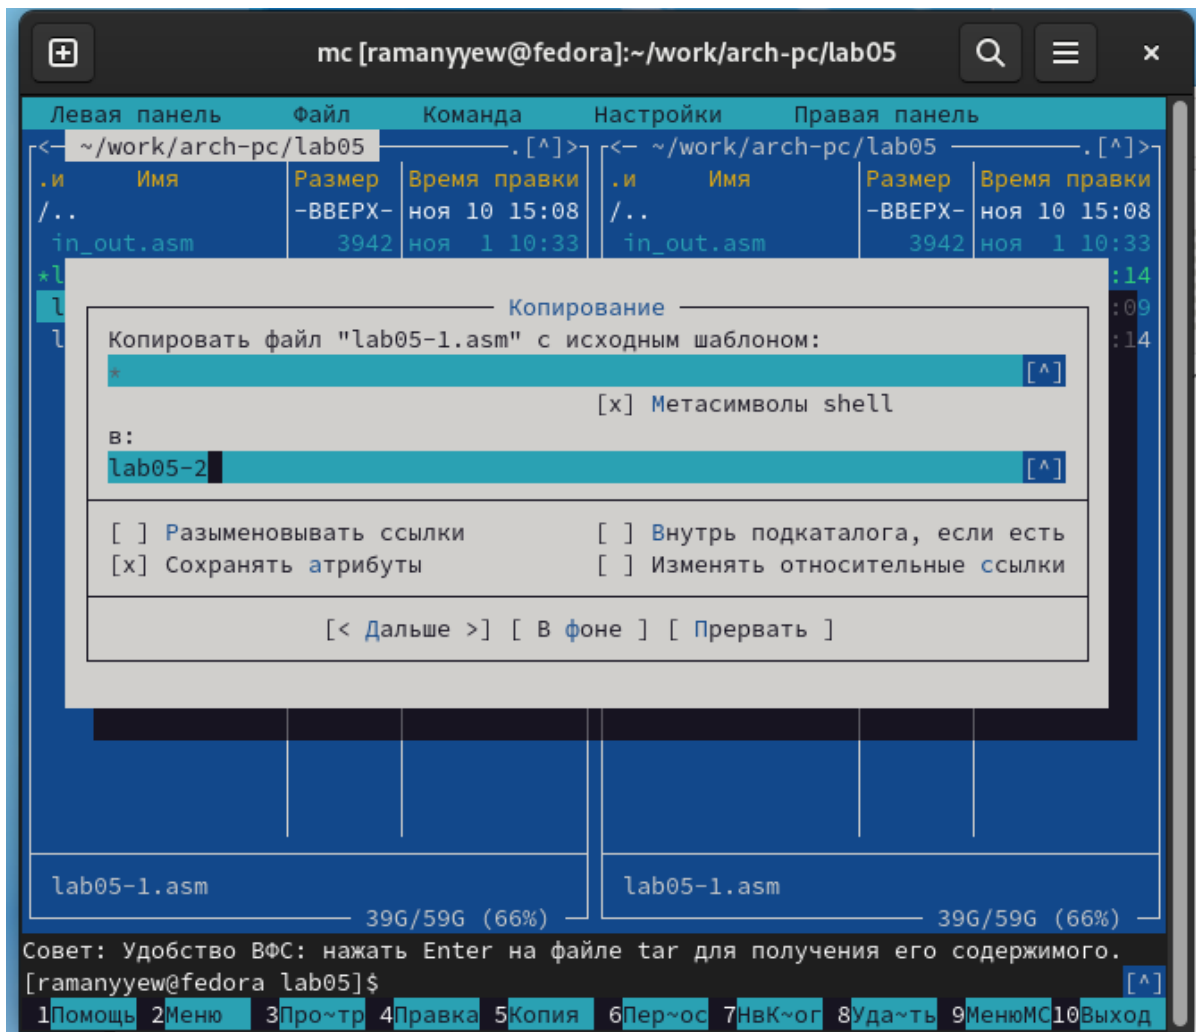 mc [ramanyyew@fedora]:~/work/arch-pc/lab05
Левая панель Файл Команда Настройки Правая панель
<— ~/work/arch-pc/lab05 .[^]> <— ~/work/arch-pc/lab05 .[^]>
.и Имя Размер Время правки .и Имя Размер Время правки
/.. -ВВЕРХ- ноя 10 15:08 /.. -ВВЕРХ- ноя 10 15:08
in_out.asm 3942 ноя 1 10:33 in_out.asm 3942 ноя 1 10:33
*l :14
l :09
l :14
Копирование
Копировать файл "lab05-1.asm" с исходным шаблоном:
* [^]
[x] Метасимволы shell
в:
lab05-2 [^]
[ ] Разыменовывать ссылки [ ] Внутрь подкаталога, если есть
[x] Сохранять атрибуты [ ] Изменять относительные ссылки
[< Дальше >] [ В фоне ] [ Прервать ]
lab05-1.asm lab05-1.asm
39G/59G (66%) 39G/59G (66%)
Совет: Удобство ВФС: нажать Enter на файле tar для получения его содержимого.
[ramanyyew@fedora lab05]$ [^]
1Помощь 2Меню 3Про~тр 4Правка 5Копия 6Пер~ос 7НвК~ог 8Уда~ть 9МенюMC 10Выход